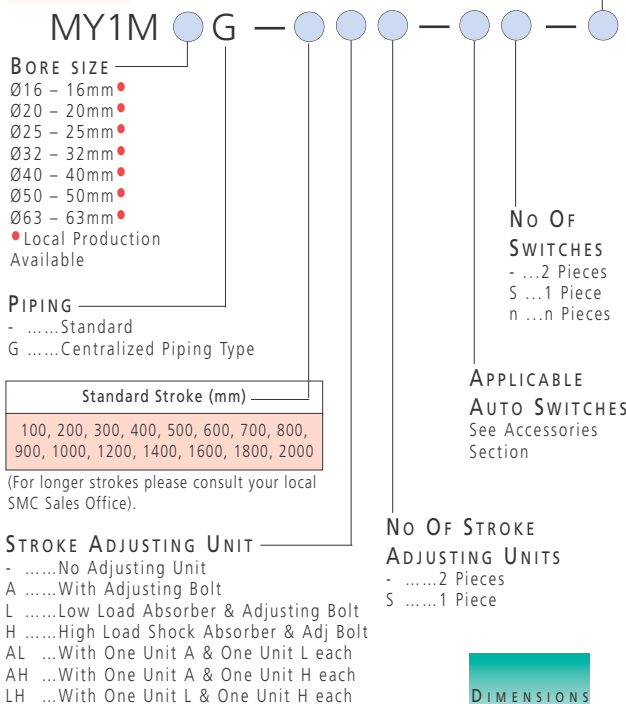 MY1M G — — —
BORE SIZE
Ø16 – 16mm•
Ø20 – 20mm•
Ø25 – 25mm•
Ø32 – 32mm•
Ø40 – 40mm•
Ø50 – 50mm•
Ø63 – 63mm•
•Local Production
Available
PIPING
- ......Standard
G ......Centralized Piping Type
Standard Stroke (mm)
100, 200, 300, 400, 500, 600, 700, 800,
900, 1000, 1200, 1400, 1600, 1800, 2000
(For longer strokes please consult your local
SMC Sales Office).
STROKE ADJUSTING UNIT
- ......No Adjusting Unit
A ......With Adjusting Bolt
L ......Low Load Absorber & Adjusting Bolt
H ......High Load Shock Absorber & Adj Bolt
AL ...With One Unit A & One Unit L each
AH ...With One Unit A & One Unit H each
LH ...With One Unit L & One Unit H each
NO OF
SWITCHES
- ...2 Pieces
S ...1 Piece
n ...n Pieces
APPLICABLE
AUTO SWITCHES
See Accessories
Section
NO OF STROKE
ADJUSTING UNITS
- ......2 Pieces
S ......1 Piece
DIMENSIONS